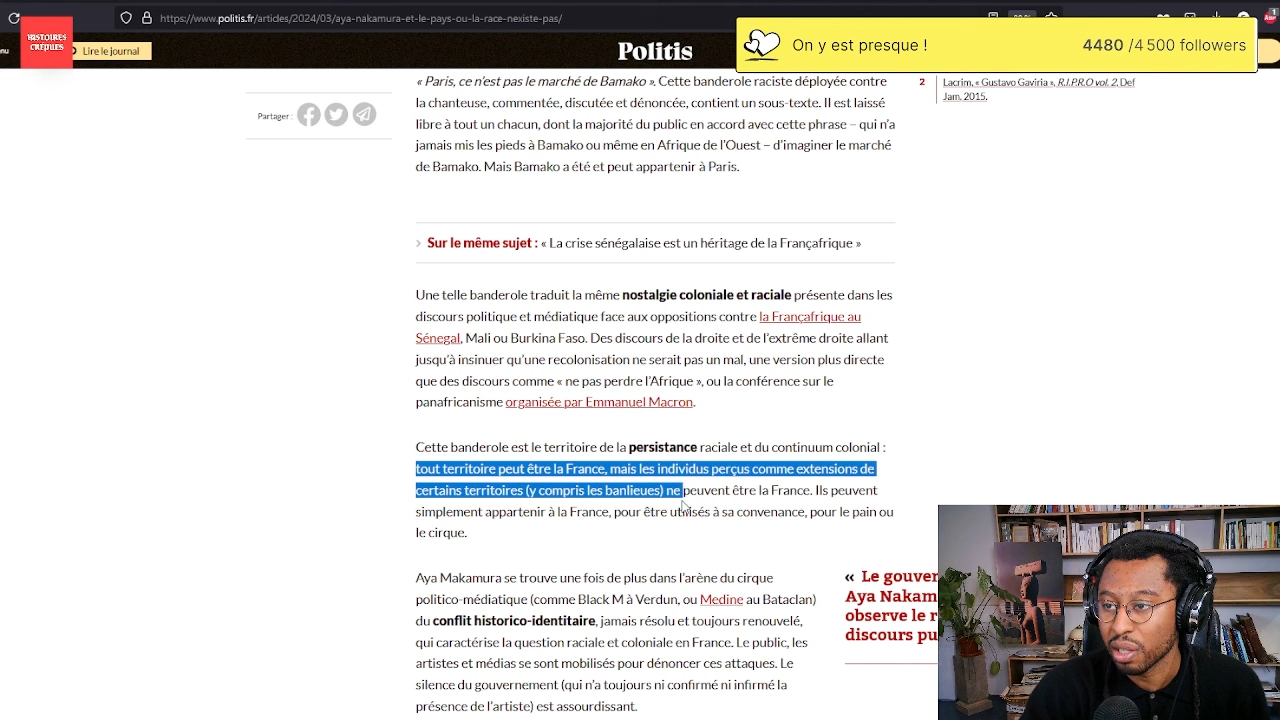 https://www.politis.fr/articles/2024/03/aya-nakamura-et-le-pays-ou-la-race-nexiste-pas/
HISTOIRES
CRÉPUES
Lire le journal
Politis
On y est presque !
4480 /4 500 followers
« Paris, ce n’est pas le marché de Bamako ». Cette banderole raciste déployée contre
la chanteuse, commentée, discutée et dénoncée, contient un sous-texte. Il est laissé
libre à tout un chacun, dont la majorité du public en accord avec cette phrase – qui n’a
jamais mis les pieds à Bamako ou même en Afrique de l’Ouest – d’imaginer le marché
de Bamako. Mais Bamako a été et peut appartenir à Paris.
2
Lacrim, « Gustavo Gaviria », R.I.P.R.O vol. 2, Def
Jam. 2015.
Partager :
› Sur le même sujet : « La crise sénégalaise est un héritage de la Françafrique »
Une telle banderole traduit la même nostalgie coloniale et raciale présente dans les
discours politique et médiatique face aux oppositions contre la Françafrique au
Sénegal, Mali ou Burkina Faso. Des discours de la droite et de l’extrême droite allant
jusqu’à insinuer qu’une recolonisation ne serait pas un mal, une version plus directe
que des discours comme « ne pas perdre l’Afrique », ou la conférence sur le
panafricanisme organisée par Emmanuel Macron.
Cette banderole est le territoire de la persistance raciale et du continuum colonial :
tout territoire peut être la France, mais les individus perçus comme extensions de
certains territoires (y compris les banlieues) ne peuvent être la France. Ils peuvent
simplement appartenir à la France, pour être utilisés à sa convenance, pour le pain ou
le cirque.
Aya Makamura se trouve une fois de plus dans l’arène du cirque
politico-médiatique (comme Black M à Verdun, ou Medine au Bataclan)
du conflit historico-identitaire, jamais résolu et toujours renouvelé,
qui caractérise la question raciale et coloniale en France. Le public, les
artistes et médias se sont mobilisés pour dénoncer ces attaques. Le
silence du gouvernement (qui n’a toujours ni confirmé ni infirmé la
présence de l’artiste) est assourdissant.
« Le gouver
Aya Nakam
observe le r
discours pu